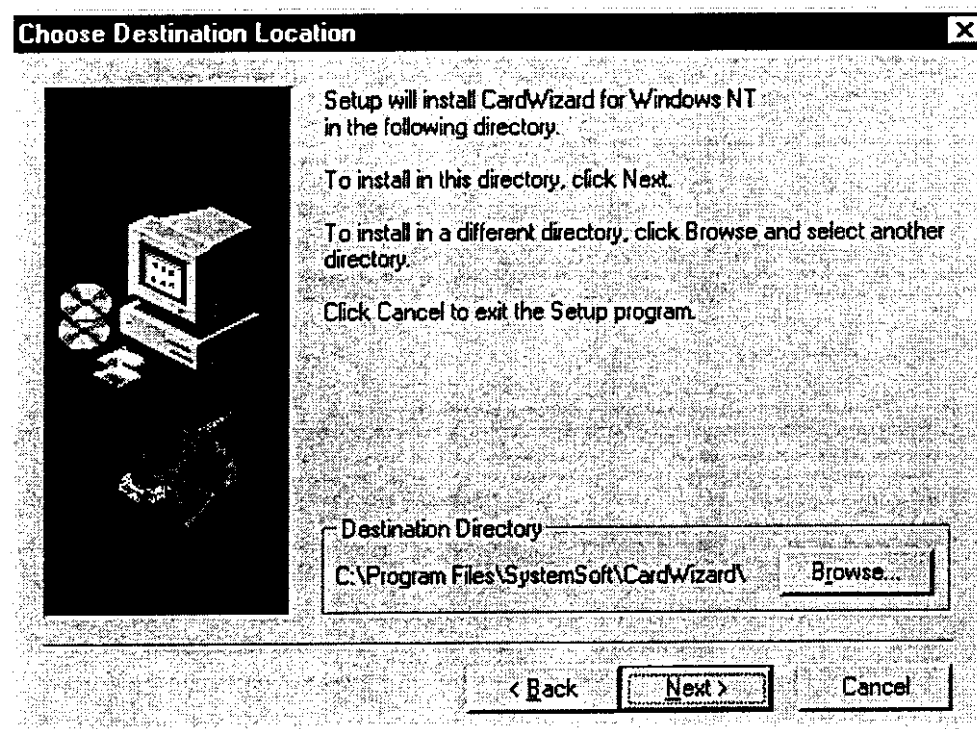 Choose Destination Location
Setup will install CardWizard for Windows NT
in the following directory.
To install in this directory, click Next.
To install in a different directory, click Browse and select another
directory.
Click Cancel to exit the Setup program.
Destination Directory
C:\Program Files\SystemSoft\CardWizard\
Browse...
< Back
Next >
Cancel